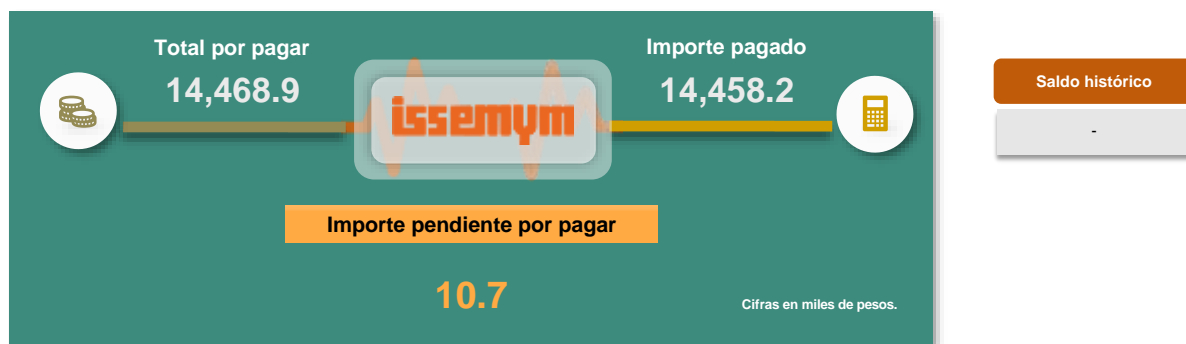 Total por pagar
14,468.9
issemym
Importe pagado
14,458.2
Importe pendiente por pagar
10.7
Cifras en miles de pesos.
Saldo histórico
-